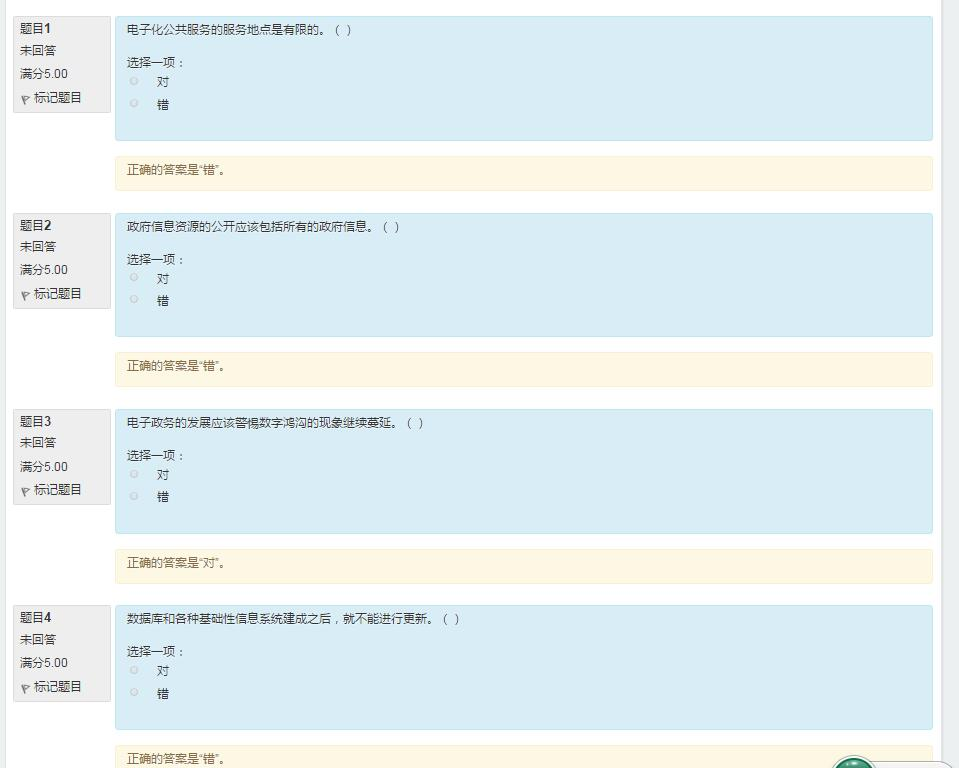 题目1
未回答
满分5.00
标记题目
电子化公共服务的服务地点是有限的。（ ）
选择一项：
对
错
正确的答案是“错”。
题目2
未回答
满分5.00
标记题目
政府信息资源的公开应该包括所有的政府信息。（ ）
选择一项：
对
错
正确的答案是“错”。
题目3
未回答
满分5.00
标记题目
电子政务的发展应该警惕数字鸿沟的现象继续蔓延。（ ）
选择一项：
对
错
正确的答案是“对”。
题目4
未回答
满分5.00
标记题目
数据库和各种基础性信息系统建成之后，就不能进行更新。（ ）
选择一项：
对
错
正确的答案是“错”。